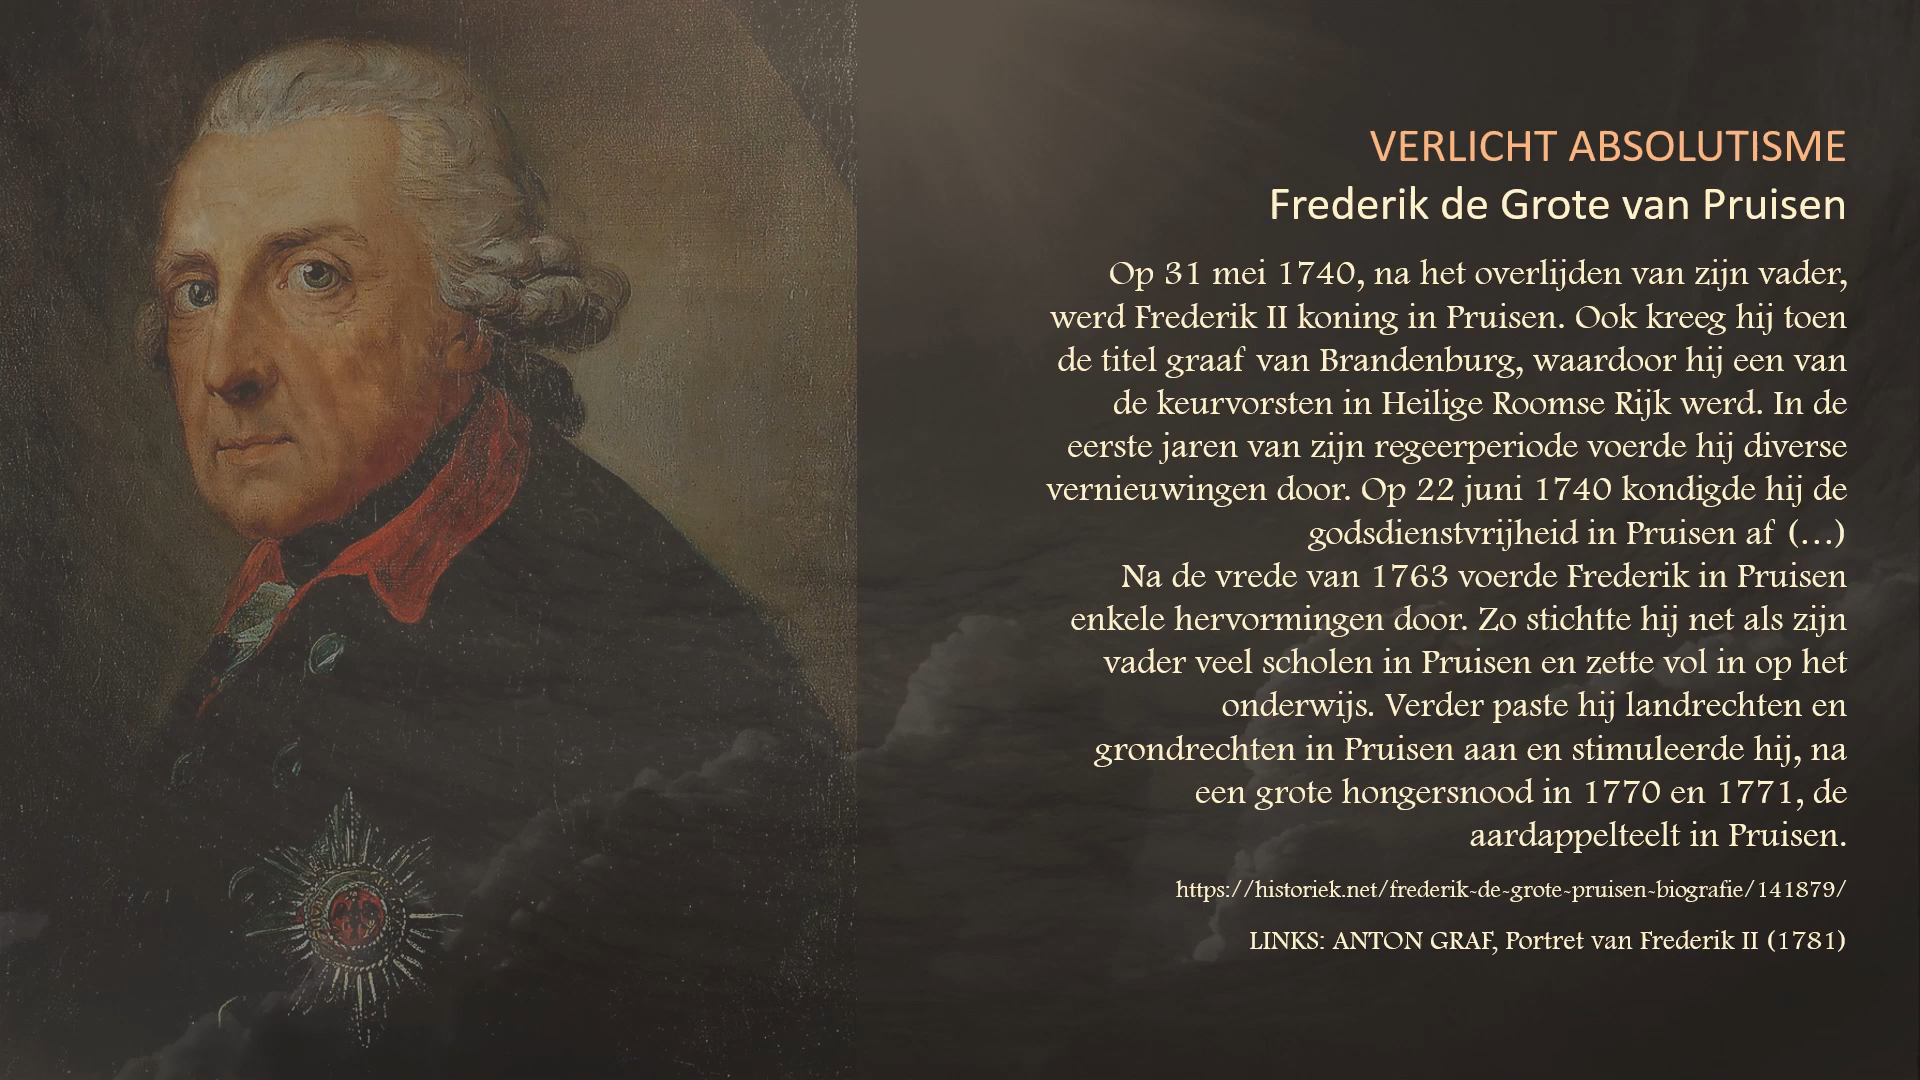 VERLICHT ABSOLUTISME
Frederik de Grote van Pruisen
Op 31 mei 1740, na het overlijden van zijn vader,
werd Frederik II koning in Pruisen. Ook kreeg hij toen
de titel graaf van Brandenburg, waardoor hij een van
de keurvorsten in Heilige Roomse Rijk werd. In de
eerste jaren van zijn regeerperiode voerde hij diverse
vernieuwingen door. Op 22 juni 1740 kondigde hij de
godsdienstvrijheid in Pruisen af (…)
Na de vrede van 1763 voerde Frederik in Pruisen
enkele hervormingen door. Zo stichtte hij net als zijn
vader veel scholen in Pruisen en zette vol in op het
onderwijs. Verder paste hij landrechten en
grondrechten in Pruisen aan en stimuleerde hij, na
een grote hongersnood in 1770 en 1771, de
aardappelteelt in Pruisen.
https://historiek.net/frederik-de-grote-pruisen-biografie/141879/
LINKS: ANTON GRAF, Portret van Frederik II (1781)